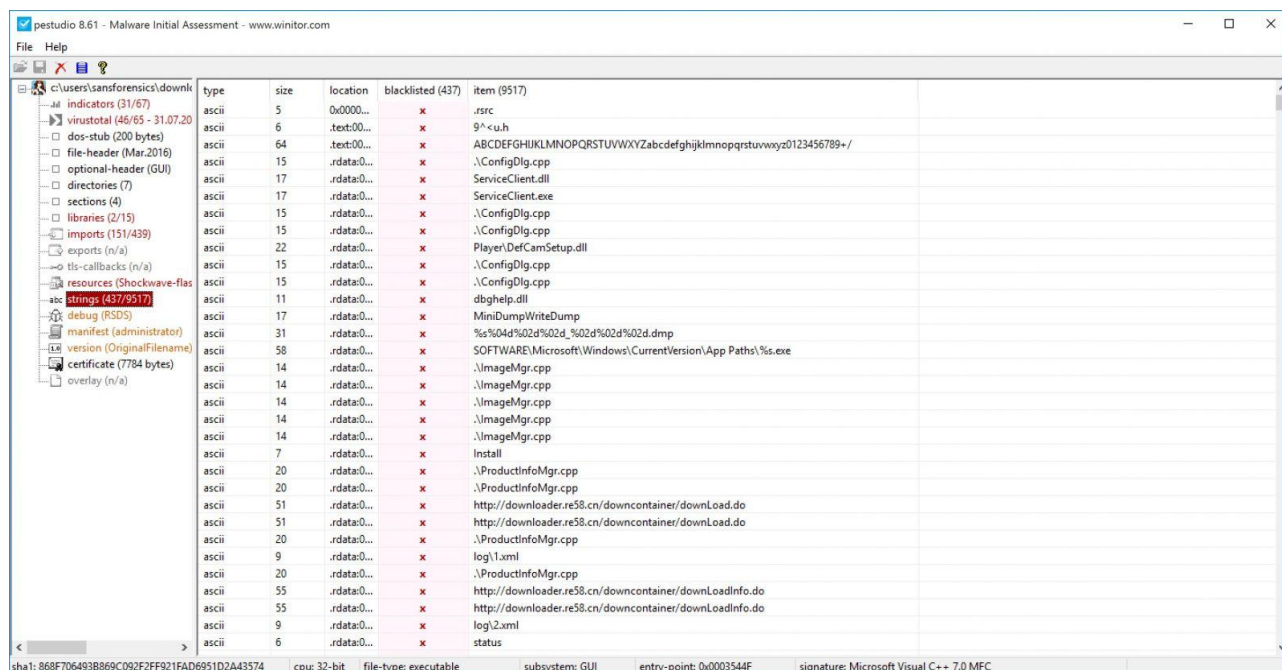 pestudio 8.61 - Malware Initial Assessment - www.winitor.com
File Help
c:\users\sansforensics\downlc
indicators (31/67)
virustotal (46/65 - 31.07.20
dos-stub (200 bytes)
file-header (Mar.2016)
optional-header (GUI)
directories (7)
sections (4)
libraries (2/15)
imports (151/439)
exports (n/a)
tls-callbacks (n/a)
resources (Shockwave-flas
abc strings (437/9517)
debug (RSDS)
manifest (administrator)
1.0 version (OriginalFilename)
certificate (7784 bytes)
overlay (n/a)
type size location blacklisted (437) item (9517)
ascii 5 0x0000... x .rsrc
ascii 6 .text:00... x 9^<u.h
ascii 64 .text:00... x ABCDEFGHIJKLMNOPQRSTUVWXYZabcdefghijklmnopqrstuvwxyz0123456789+/
ascii 15 .rdata:0... x .\ConfigDlg.cpp
ascii 17 .rdata:0... x ServiceClient.dll
ascii 17 .rdata:0... x ServiceClient.exe
ascii 15 .rdata:0... x .\ConfigDlg.cpp
ascii 15 .rdata:0... x .\ConfigDlg.cpp
ascii 22 .rdata:0... x Player\DefCamSetup.dll
ascii 15 .rdata:0... x .\ConfigDlg.cpp
ascii 15 .rdata:0... x .\ConfigDlg.cpp
ascii 11 .rdata:0... x dbghelp.dll
ascii 17 .rdata:0... x MiniDumpWriteDump
ascii 31 .rdata:0... x %s%04d%02d%02d_%02d%02d%02d.dmp
ascii 58 .rdata:0... x SOFTWARE\Microsoft\Windows\CurrentVersion\App Paths\%s.exe
ascii 14 .rdata:0... x .\ImageMgr.cpp
ascii 14 .rdata:0... x .\ImageMgr.cpp
ascii 14 .rdata:0... x .\ImageMgr.cpp
ascii 14 .rdata:0... x .\ImageMgr.cpp
ascii 14 .rdata:0... x .\ImageMgr.cpp
ascii 7 .rdata:0... x Install
ascii 20 .rdata:0... x .\ProductInfoMgr.cpp
ascii 20 .rdata:0... x .\ProductInfoMgr.cpp
ascii 51 .rdata:0... x http://downloader.re58.cn/downcontainer/downLoad.do
ascii 51 .rdata:0... x http://downloader.re58.cn/downcontainer/downLoad.do
ascii 20 .rdata:0... x .\ProductInfoMgr.cpp
ascii 9 .rdata:0... x log\1.xml
ascii 20 .rdata:0... x .\ProductInfoMgr.cpp
ascii 55 .rdata:0... x http://downloader.re58.cn/downcontainer/downLoadInfo.do
ascii 55 .rdata:0... x http://downloader.re58.cn/downcontainer/downLoadInfo.do
ascii 9 .rdata:0... x log\2.xml
ascii 6 .rdata:0... x status
sha1: 868F706493B869C092F2FF921FAD6951D2A43574 cpu: 32-bit file-type: executable subsystem: GUI entry-point: 0x0003544F signature: Microsoft Visual C++ 7.0 MFC